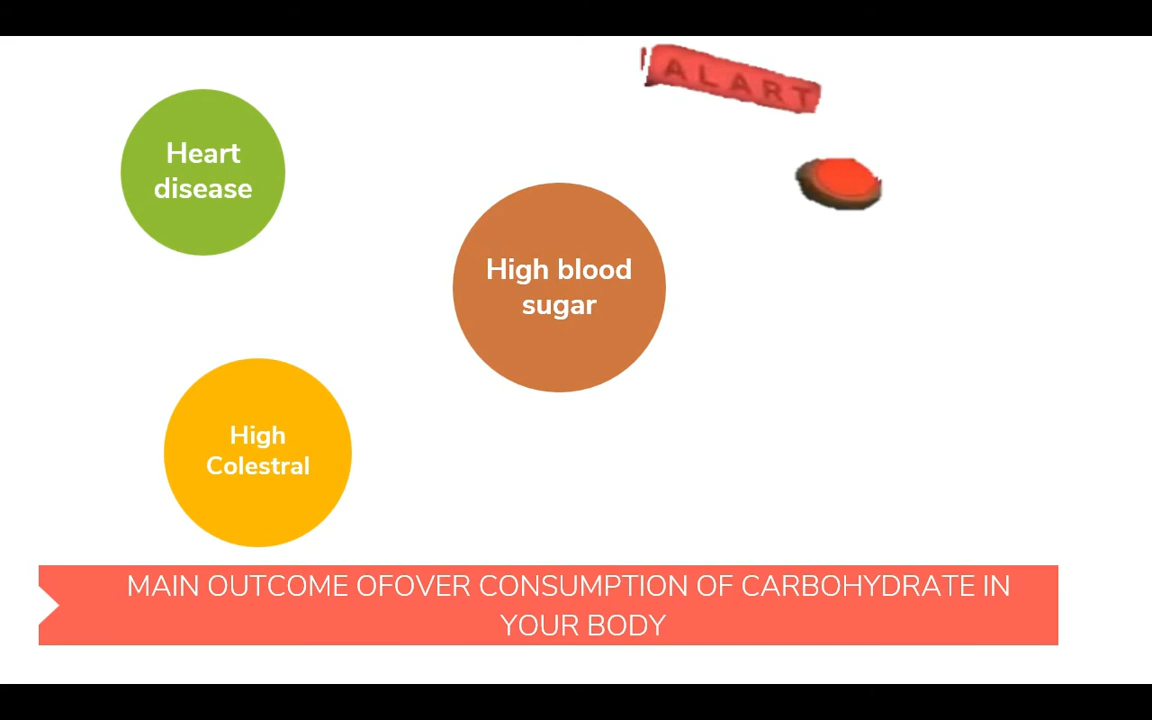 ALART
Heart
disease
High blood
sugar
High
Colestral
MAIN OUTCOME OFOVER CONSUMPTION OF CARBOHYDRATE IN
YOUR BODY